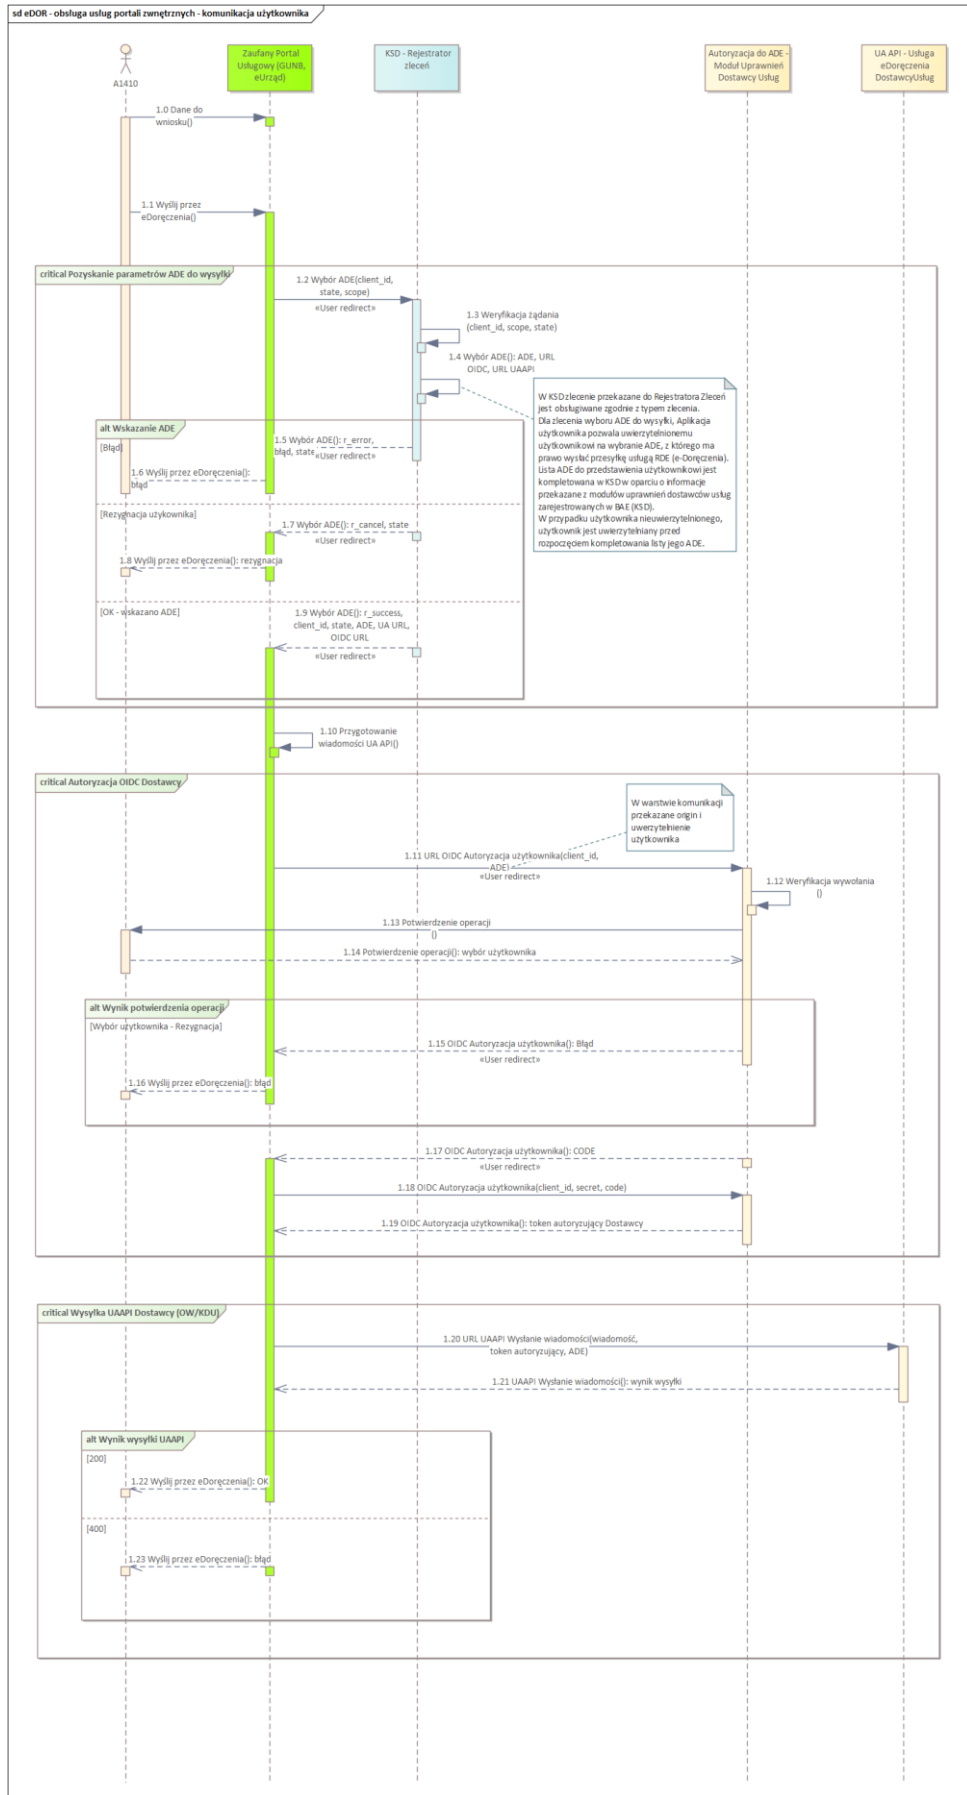 sd eDOR - obsługa usług portali zwnętrznych - komunikacja użytkownika
A1410
Zaufany Portal
Usługowy (GUNB,
eUrząd)
KSD - Rejestrator
zleceń
Autoryzacja do ADE -
Moduł Uprawnień
Dostawcy Usług
UA API - Usługa
eDoręczenia
DostawcyUsług
1.0 Dane do
wniosku()
1.1 Wyślij przez
eDoręczenia()
critical Pozyskanie parametrów ADE do wysyłki
1.2 Wybór ADE(client_id,
state, scope)
«User redirect»
1.3 Weryfikacja żądania
(client_id, scope, state)
1.4 Wybór ADE(): ADE, URL
OIDC, URL UAAPI
W KSD zlecenie przekazane do Rejestratora Zleceń
jest obsługiwane zgodnie z typem zlecenia.
Dla zlecenia wyboru ADE do wysyłki, Aplikacja
użytkownika pozwala uwierzytelnionemu
użytkownikowi na wybranie ADE, z którego ma
prawo wysłać przesyłkę usługą RDE (e-Doręczenia).
Lista ADE do przedstawienia użytkownikowi jest
kompletowana w KSD w oparciu o informacje
przekazane z modułów uprawnień dostawców usług
zarejestrowanych w BAE (KSD).
W przypadku użytkownika nieuwierzytelnionego,
użytkownik jest uwierzytelniany przed
rozpoczęciem kompletowania listy jego ADE.
alt Wskazanie ADE
[Błąd]
1.5 Wybór ADE(): r_error,
błąd, state
«User redirect»
1.6 Wyślij przez eDoręczenia():
błąd
[Rezygnacja użykownika]
1.7 Wybór ADE(): r_cancel, state
«User redirect»
1.8 Wyślij przez eDoręczenia(): rezygnacja
[OK - wskazano ADE]
1.9 Wybór ADE(): r_success,
client_id, state, ADE, UA URL,
OIDC URL
«User redirect»
1.10 Przygotowanie
wiadomości UA API()
critical Autoryzacja OIDC Dostawcy
W warstwie komunikacji
przekazane origin i
uwerzytelnienie
użytkownika
1.11 URL OIDC Autoryzacja użytkownika(client_id,
ADE)
«User redirect»
1.12 Weryfikacja wywołania
()
1.13 Potwierdzenie operacji
()
1.14 Potwierdzenie operacji(): wybór użytkownika
alt Wynik potwierdzenia operacji
[Wybór użytkownika - Rezygnacja]
1.15 OIDC Autoryzacja użytkownika(): Błąd
«User redirect»
1.16 Wyślij przez eDoręczenia(): błąd
1.17 OIDC Autoryzacja użytkownika(): CODE
«User redirect»
1.18 OIDC Autoryzacja użytkownika(client_id, secret, code)
1.19 OIDC Autoryzacja użytkownika(): token autoryzujący Dostawcy
critical Wysyłka UAAPI Dostawcy (OW/KDU)
1.20 URL UAAPI Wysłanie wiadomości(wiadomość,
token autoryzujący, ADE)
1.21 UAAPI Wysłanie wiadomości(): wynik wysyłki
alt Wynik wysyłki UAAPI
[200]
1.22 Wyślij przez eDoręczenia(): OK
[400]
1.23 Wyślij przez eDoręczenia(): błąd